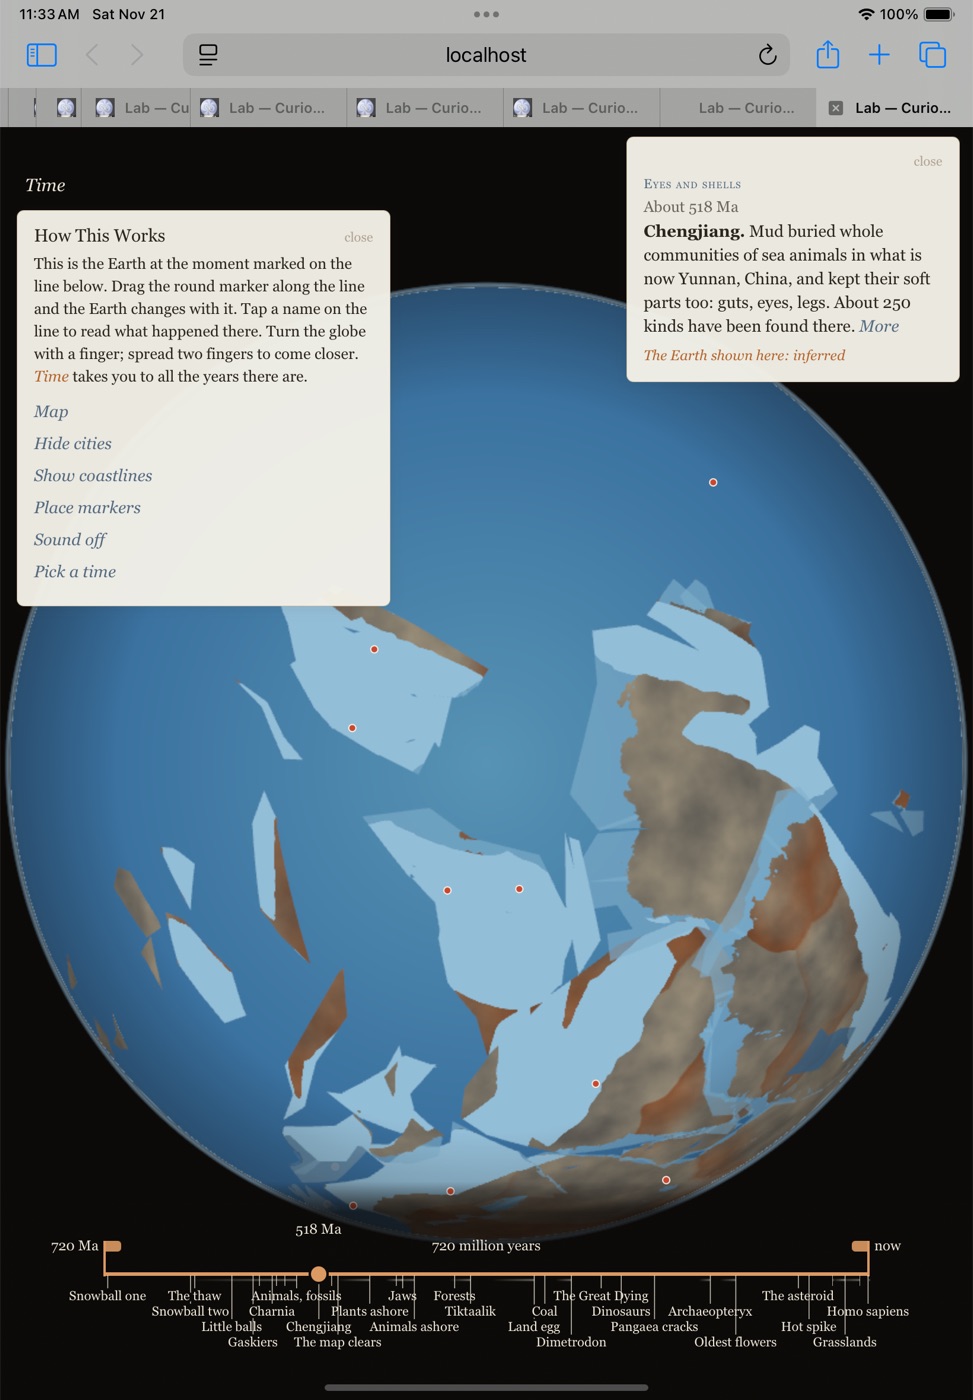 11:33 AM Sat Nov 21
100%
localhost
Lab — Cu
Lab — Curio...
Lab — Curio...
Lab — Curio...
Lab — Curio...
Lab — Curio...
Time
How This Works
close
This is the Earth at the moment marked on the
line below. Drag the round marker along the line
and the Earth changes with it. Tap a name on the
line to read what happened there. Turn the globe
with a finger; spread two fingers to come closer.
Time takes you to all the years there are.
Map
Hide cities
Show coastlines
Place markers
Sound off
Pick a time
close
Eyes and shells
About 518 Ma
Chengjiang. Mud buried whole
communities of sea animals in what is
now Yunnan, China, and kept their soft
parts too: guts, eyes, legs. About 250
kinds have been found there. More
The Earth shown here: inferred
518 Ma
720 Ma
720 million years
now
Snowball one The thaw Animals, fossils Jaws Forests The Great Dying The asteroid
Snowball two Charnia Plants ashore Tiktaalik Coal Dinosaurs Archaeopteryx Homo sapiens
Little balls Chengjiang Animals ashore Land egg Pangaea cracks Hot spike
Gaskiers The map clears Dimetrodon Oldest flowers Grasslands